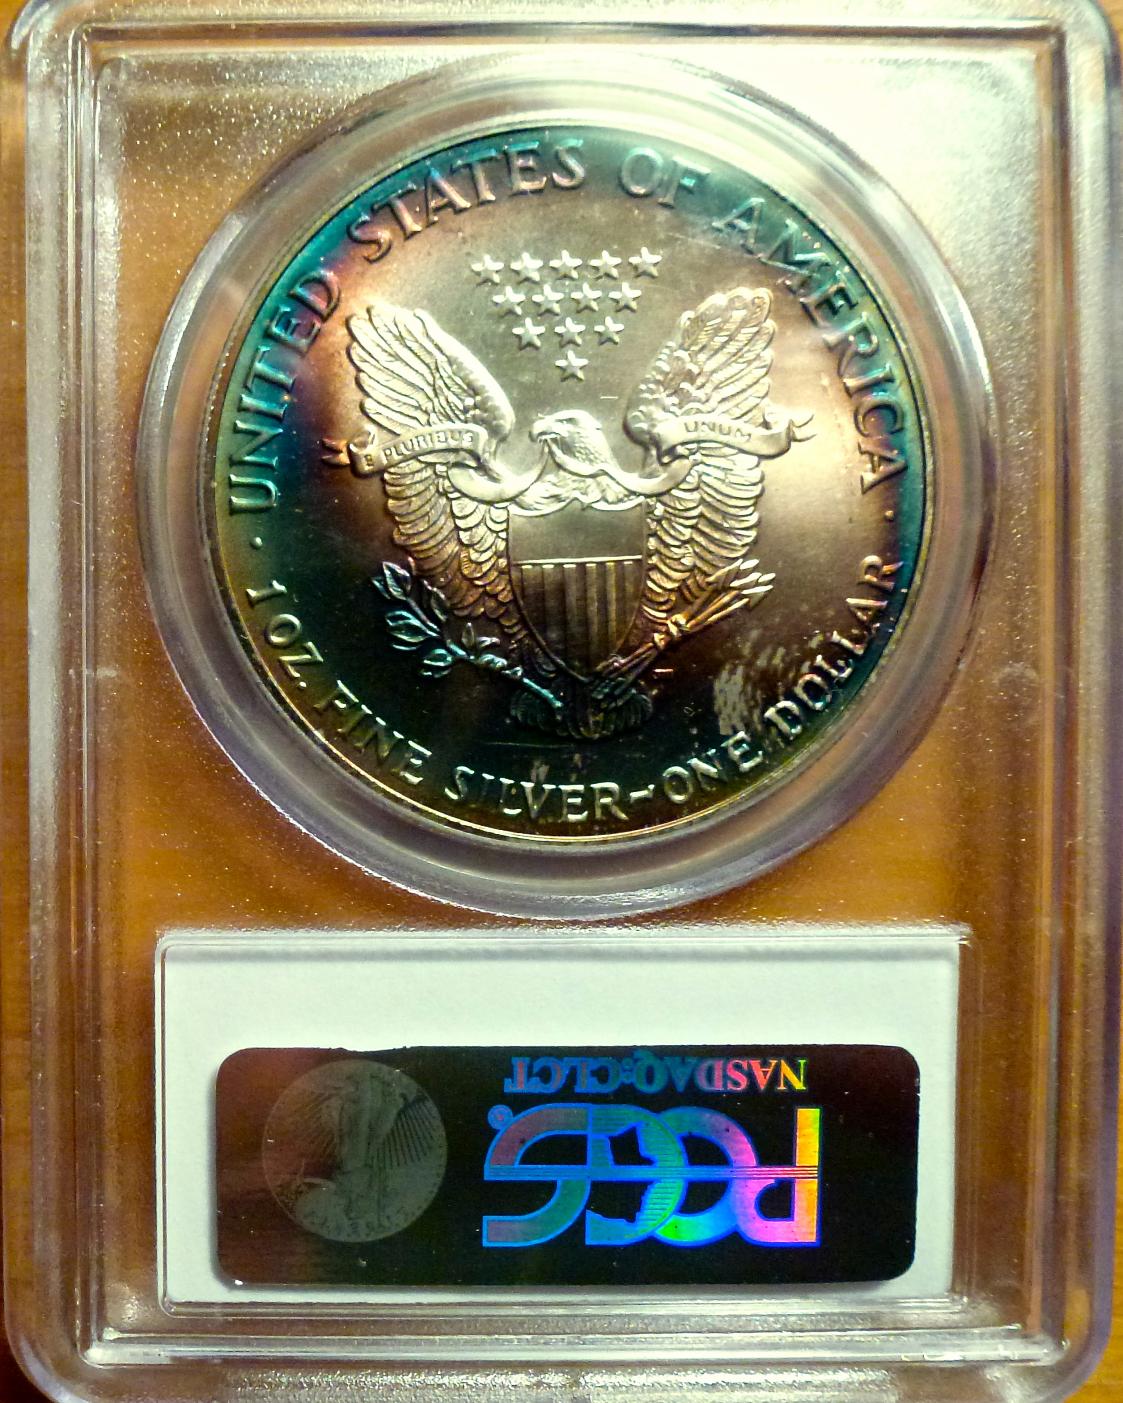 UNITED STATES OF AMERICA
E PLURIBUS UNUM
1 OZ. FINE SILVER~ONE DOLLAR
NASDAQ:CLCT
PCGS®